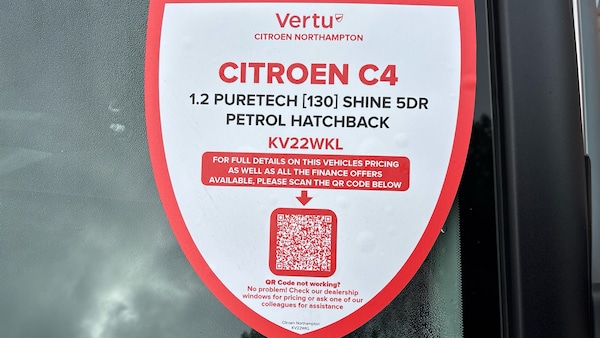 Vertu
CITROEN NORTHAMPTON
CITROEN C4
1.2 PURETECH [130] SHINE 5DR
PETROL HATCHBACK
KV22WKL
FOR FULL DETAILS ON THIS VEHICLES PRICING
AS WELL AS ALL THE FINANCE OFFERS
AVAILABLE, PLEASE SCAN THE QR CODE BELOW
QR Code not working?
No problem! Check our dealership
windows for pricing or ask one of our
colleagues for assistance
Citroen Northampton
KV22WKL